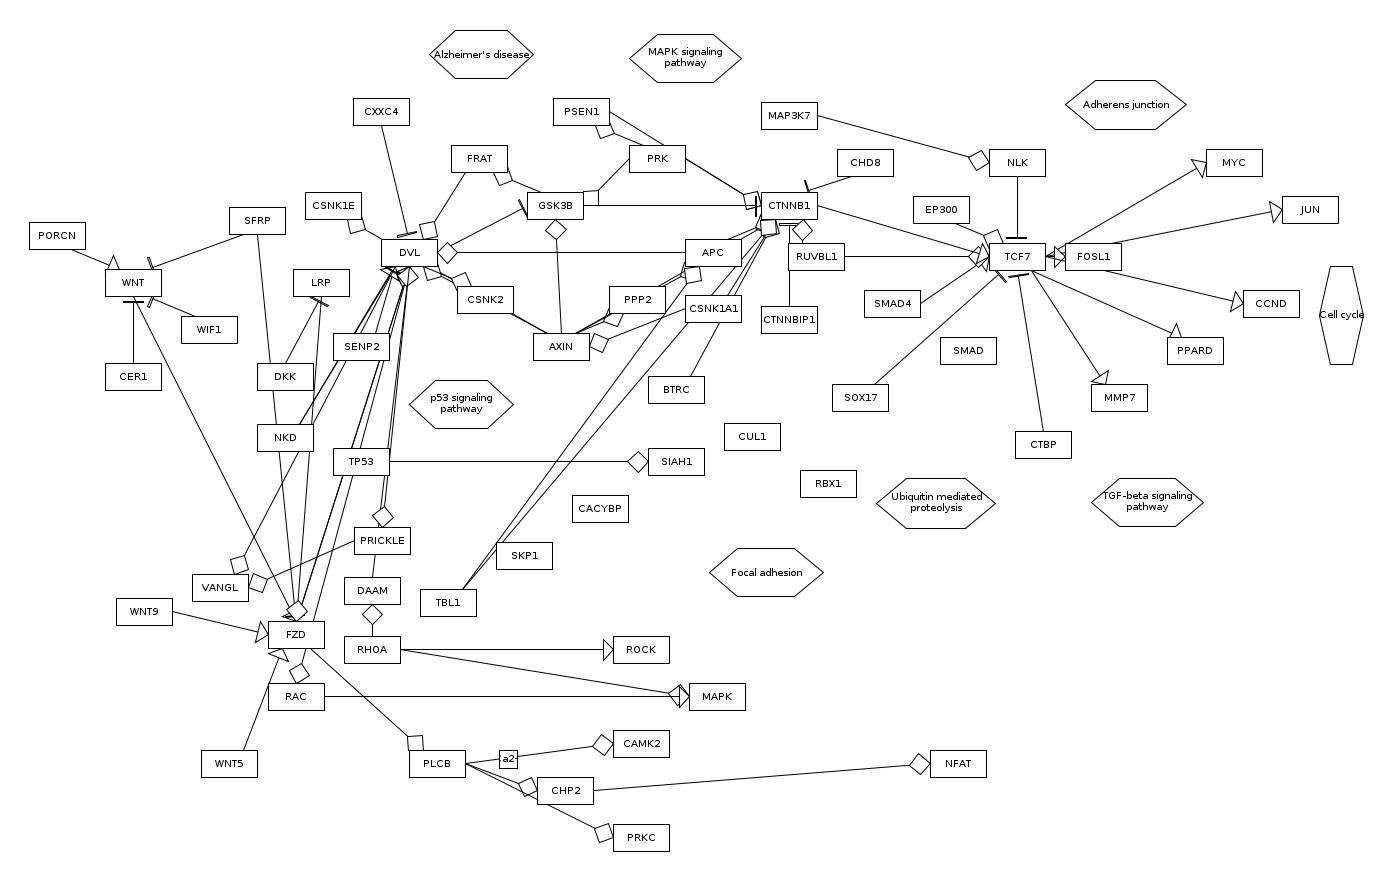 Alzheimer's disease
MAPK signaling
pathway
Adherens junction
CXXC4
PSEN1
MAP3K7
FRAT
PRK
CHD8
NLK
MYC
CSNK1E
GSK3B
CTNNB1
EP300
JUN
PORCN
SFRP
DVL
APC
RUVBL1
TCF7
FOSL1
WNT
LRP
CSNK2
PPP2
CSNK1A1
SMAD4
CCND
Cell cycle
WIF1
SENP2
AXIN
CTNNBIP1
SMAD
PPARD
CER1
DKK
BTRC
SOX17
MMP7
p53 signaling
pathway
NKD
CUL1
CTBP
TP53
SIAH1
RBX1
Ubiquitin mediated
proteolysis
TGF-beta signaling
pathway
CACYBP
PRICKLE
SKP1
Focal adhesion
VANGL
DAAM
TBL1
WNT9
FZD
RHOA
ROCK
RAC
MAPK
WNT5
PLCB
Ca2+
CAMK2
NFAT
CHP2
PRKC